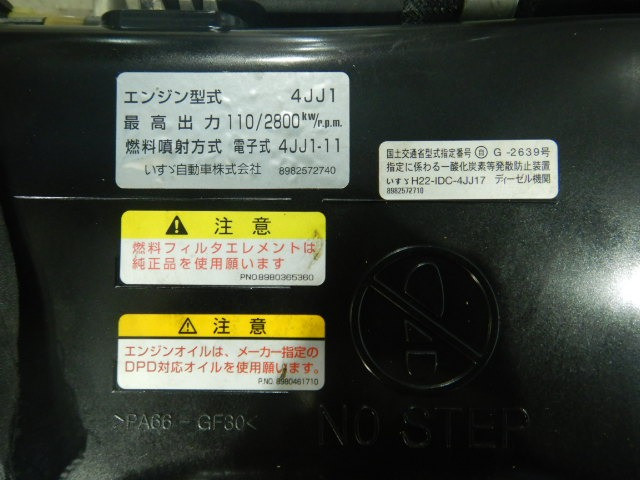 エンジン型式 4JJ1
最高出力 110/2800 kw/r.p.m.
燃料噴射方式 電子式 4JJ1-11
いすゞ自動車株式会社 8982572740
国土交通省型式指定番号 自 G-2639号
指定に係わる一酸化炭素等発散防止装置
いすゞ H22-IDC-4JJ17 ディーゼル機関
8982572710
注意
燃料フィルタエレメントは
純正品を使用願います
PNO.8980365360
注意
エンジンオイルは、メーカー指定の
DPD対応オイルを使用願います。
P.NO. 8980461710
>PA66-GF30<
NO STEP